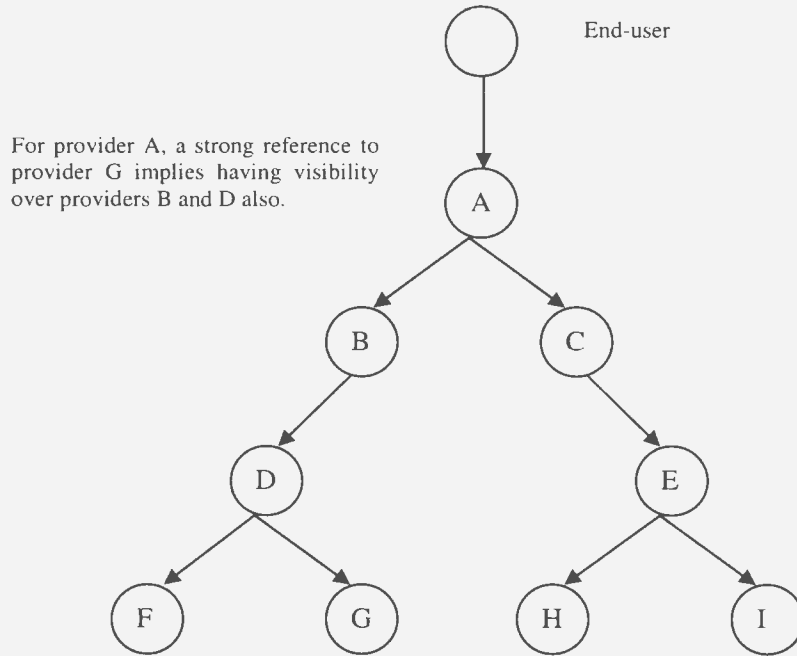 End-user
For provider A, a strong reference to
provider G implies having visibility
over providers B and D also.
A
B
C
D
E
F
G
H
I